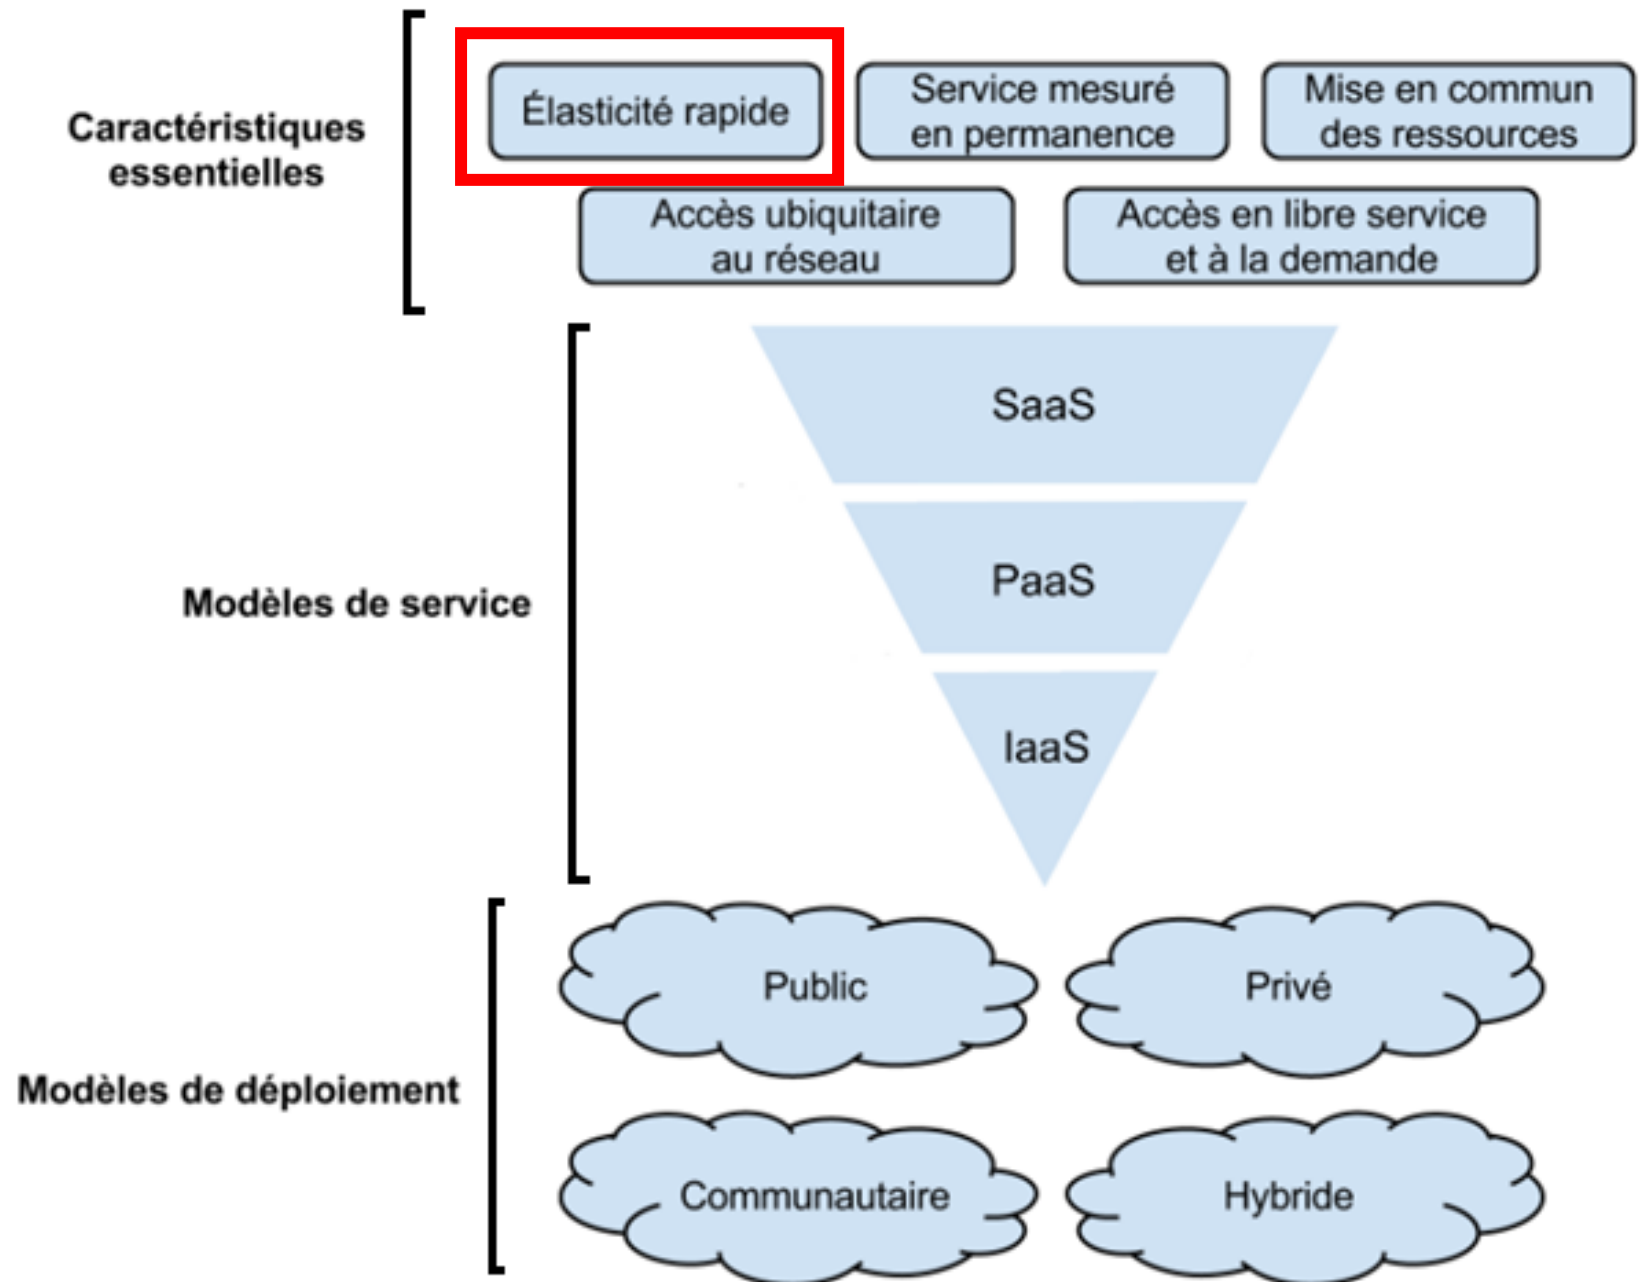 Caractéristiques
essentielles
Élasticité rapide
Service mesuré
en permanence
Mise en commun
des ressources
Accès ubiquitaire
au réseau
Accès en libre service
et à la demande
Modèles de service
SaaS
PaaS
IaaS
Modèles de déploiement
Public
Privé
Communautaire
Hybride